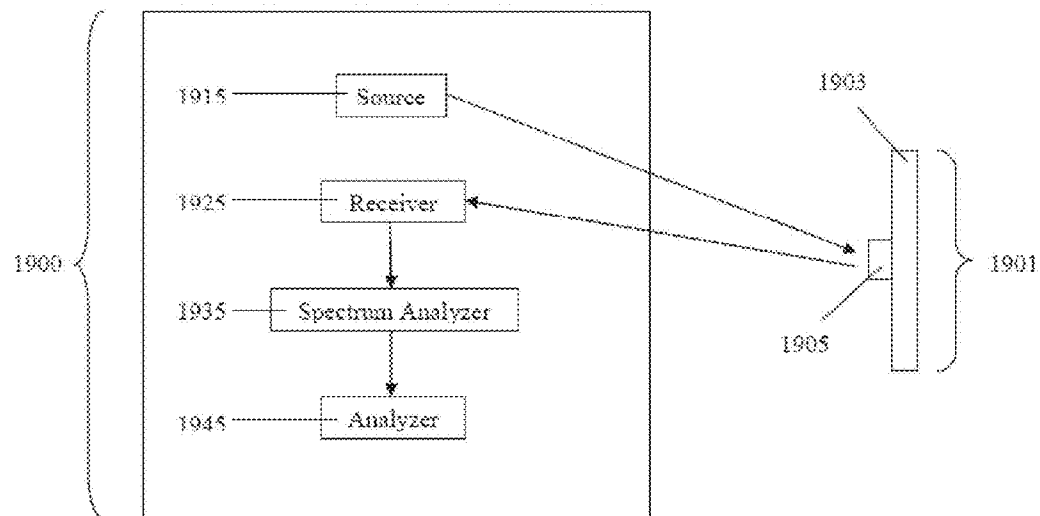 1915 Source
1903
1925 Receiver
1900
1901
1935 Spectrum Analyzer
1905
1945 Analyzer